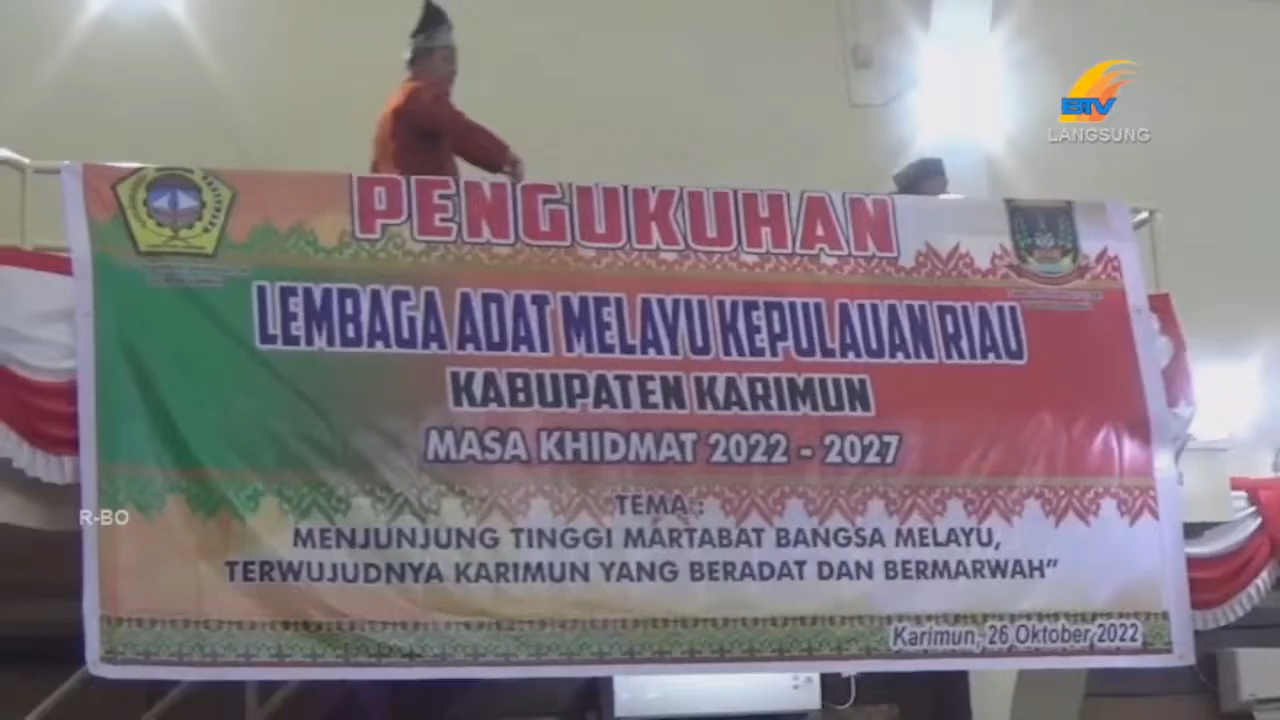 BTV
LANGSUNG
PENGUKUHAN
LEMBAGA ADAT MELAYU KEPULAUAN RIAU
KABUPATEN KARIMUN
MASA KHIDMAT 2022 - 2027
TEMA :
MENJUNJUNG TINGGI MARTABAT BANGSA MELAYU,
TERWUJUDNYA KARIMUN YANG BERADAT DAN BERMARWAH"
Karimun, 26 Oktober 2022
R-BO